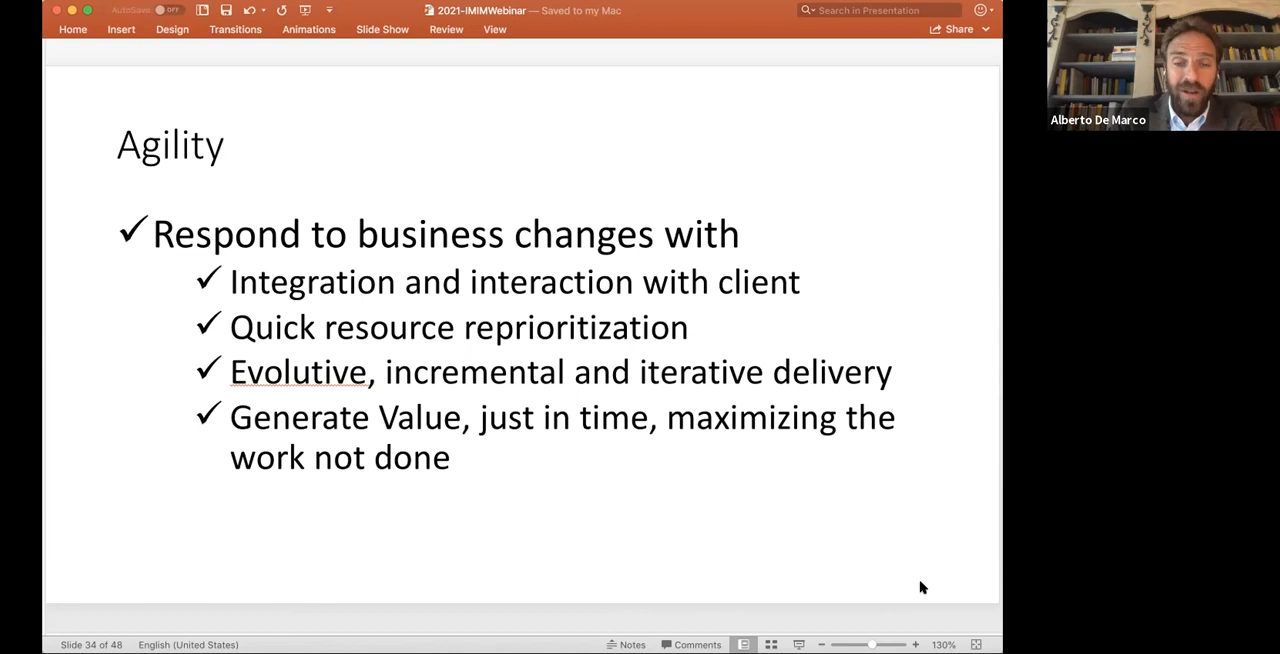 AutoSave OFF
2021-IMIMWebinar — Saved to my Mac
Search in Presentation
Home Insert Design Transitions Animations Slide Show Review View Share
Agility
✓ Respond to business changes with
✓ Integration and interaction with client
✓ Quick resource reprioritization
✓ Evolutive, incremental and iterative delivery
✓ Generate Value, just in time, maximizing the
work not done
Alberto De Marco
Slide 34 of 48 English (United States) Notes Comments 130%